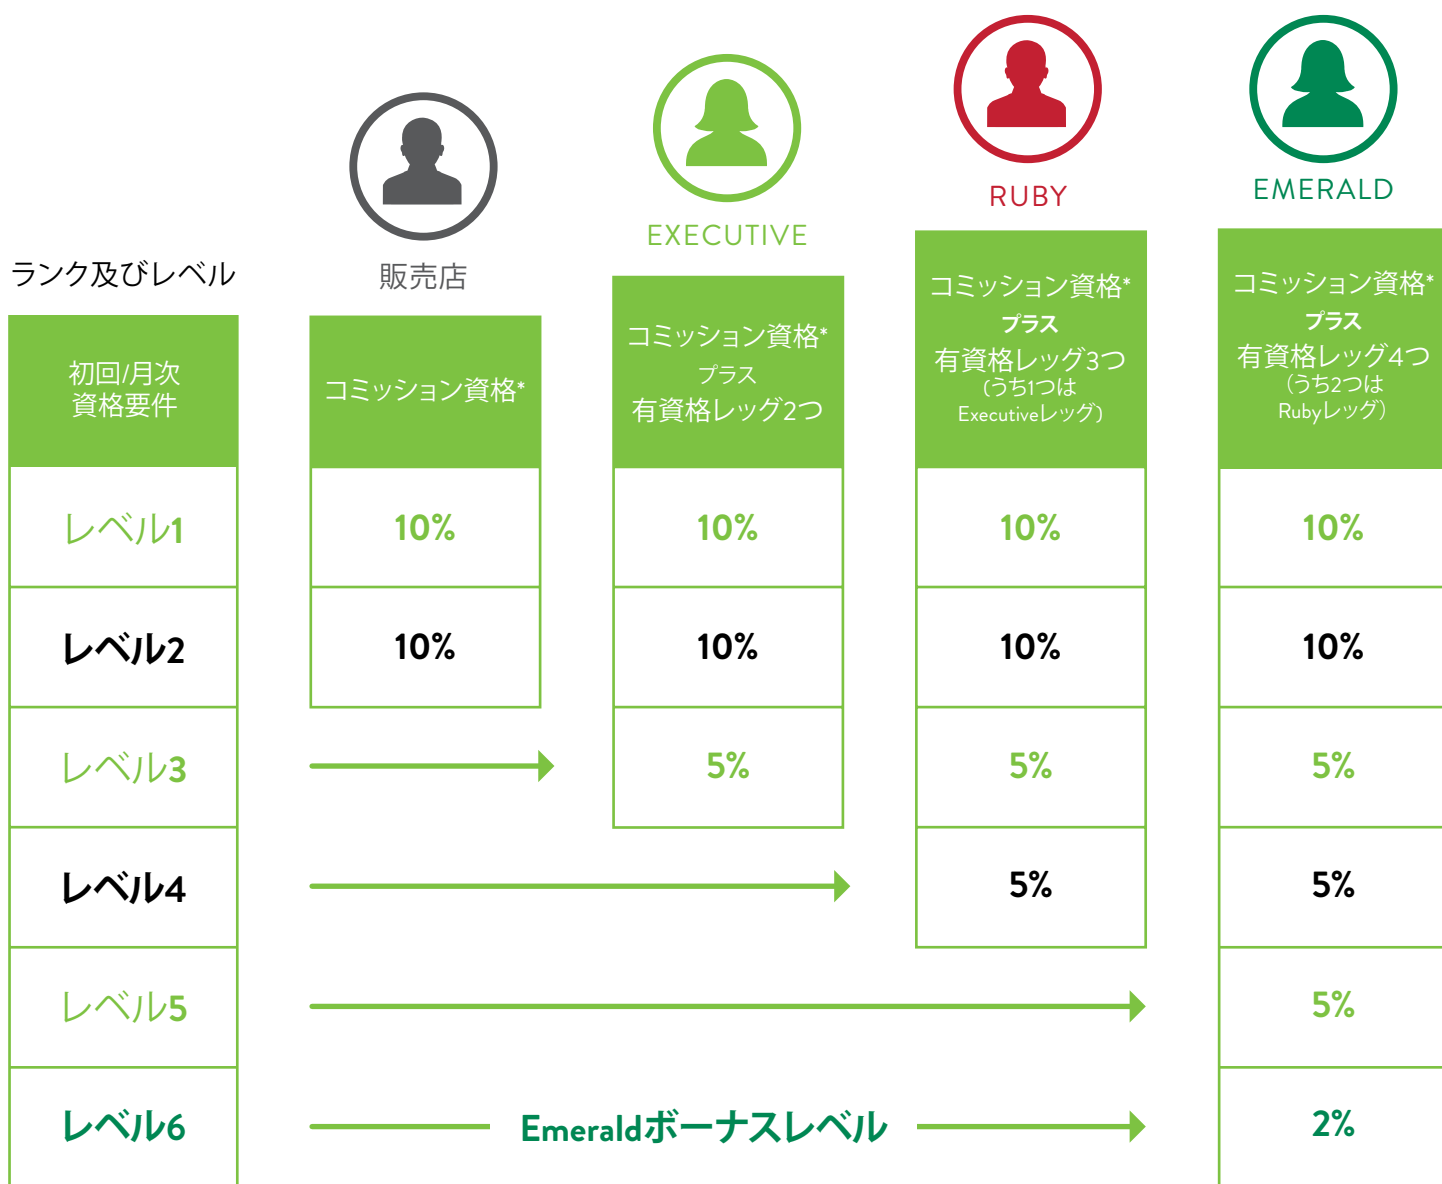 ランク及びレベル
販売店
EXECUTIVE
RUBY
EMERALD
初回/月次
資格要件
コミッション資格*
コミッション資格*
プラス
有資格レッグ2つ
コミッション資格*
プラス
有資格レッグ3つ
(うち1つは
Executiveレッグ)
コミッション資格*
プラス
有資格レッグ4つ
(うち2つは
Rubyレッグ)
レベル1
10%
10%
10%
10%
レベル2
10%
10%
10%
10%
レベル3
5%
5%
5%
レベル4
5%
5%
レベル5
5%
レベル6
Emeraldボーナスレベル
2%